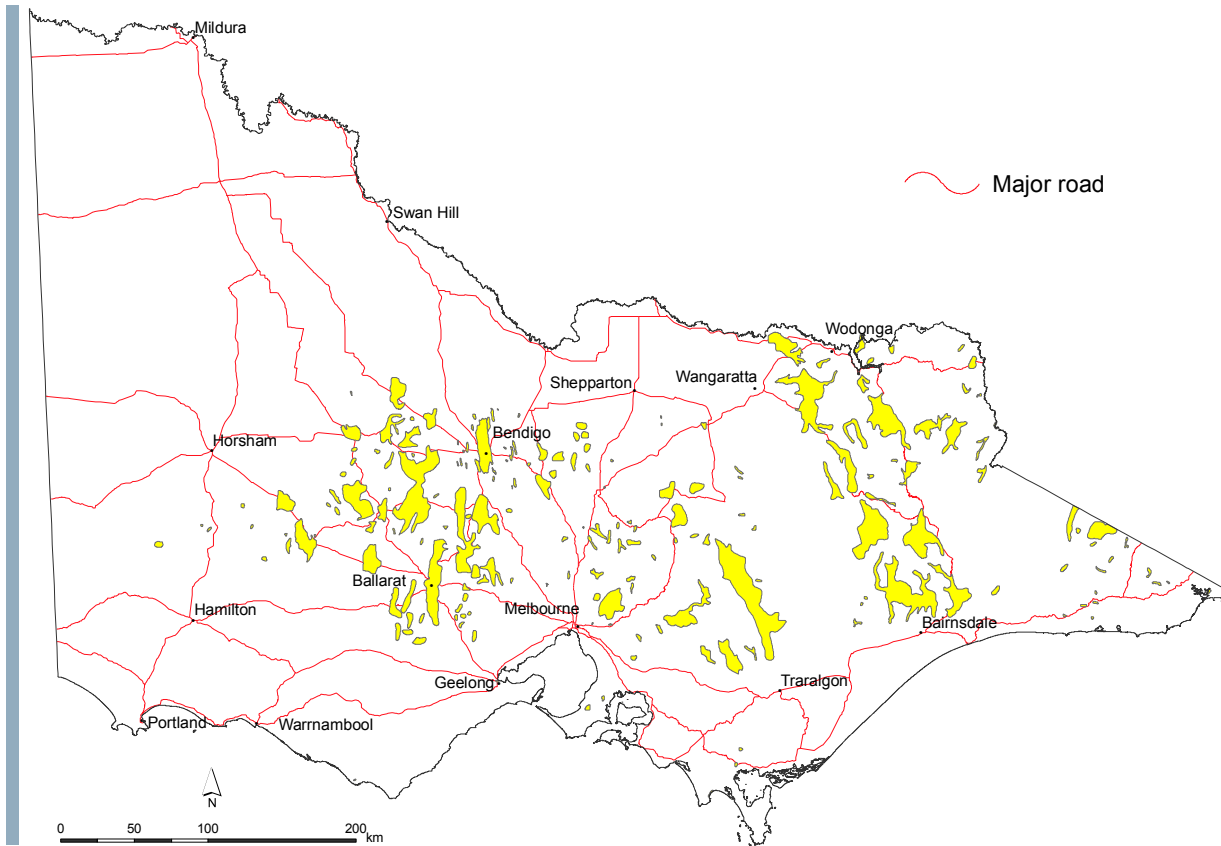 Mildura
Swan Hill
Major road
Wodonga
Shepparton
Wangaratta
Bendigo
Horsham
Ballarat
Hamilton
Melbourne
Bairnsdale
Geelong
Traralgon
Portland
Warrnambool
N
0 50 100 200
km